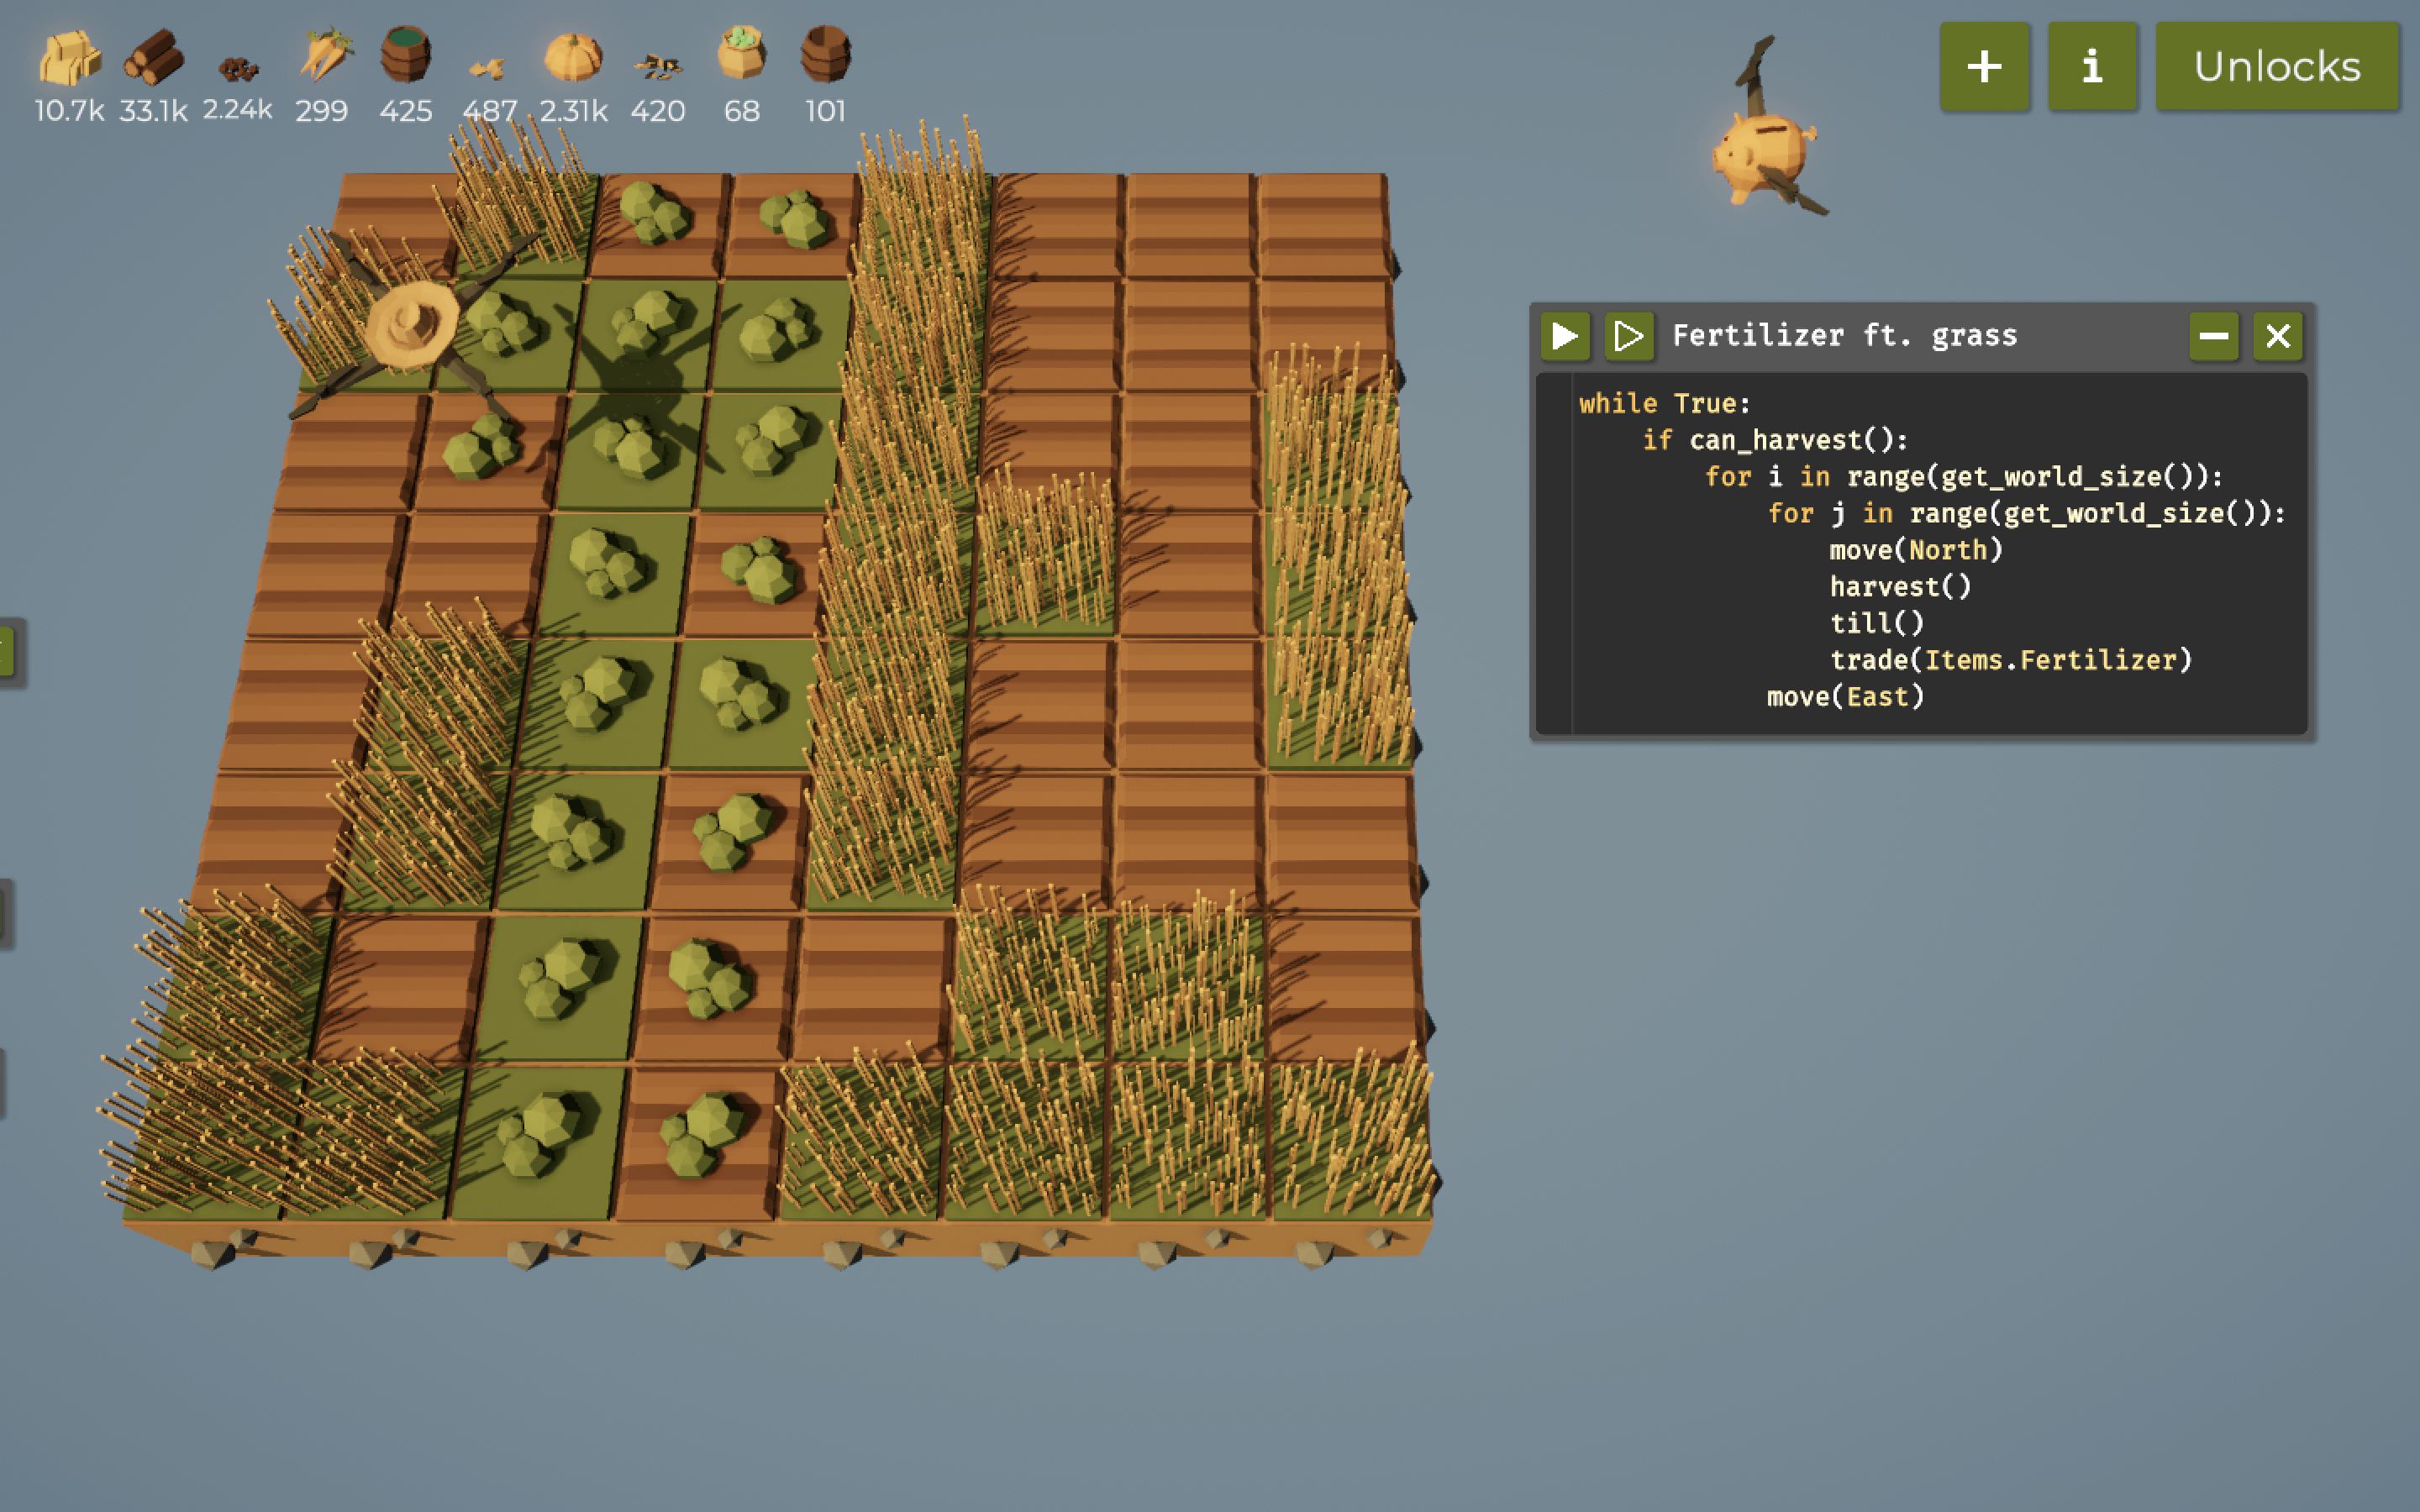 10.7k 33.1k 2.24k 299 425 487 2.31k 420 68 101
+ i Unlocks
Fertilizer ft. grass
while True:
    if can_harvest():
        for i in range(get_world_size()):
            for j in range(get_world_size()):
                move(North)
                harvest()
                till()
                trade(Items.Fertilizer)
            move(East)